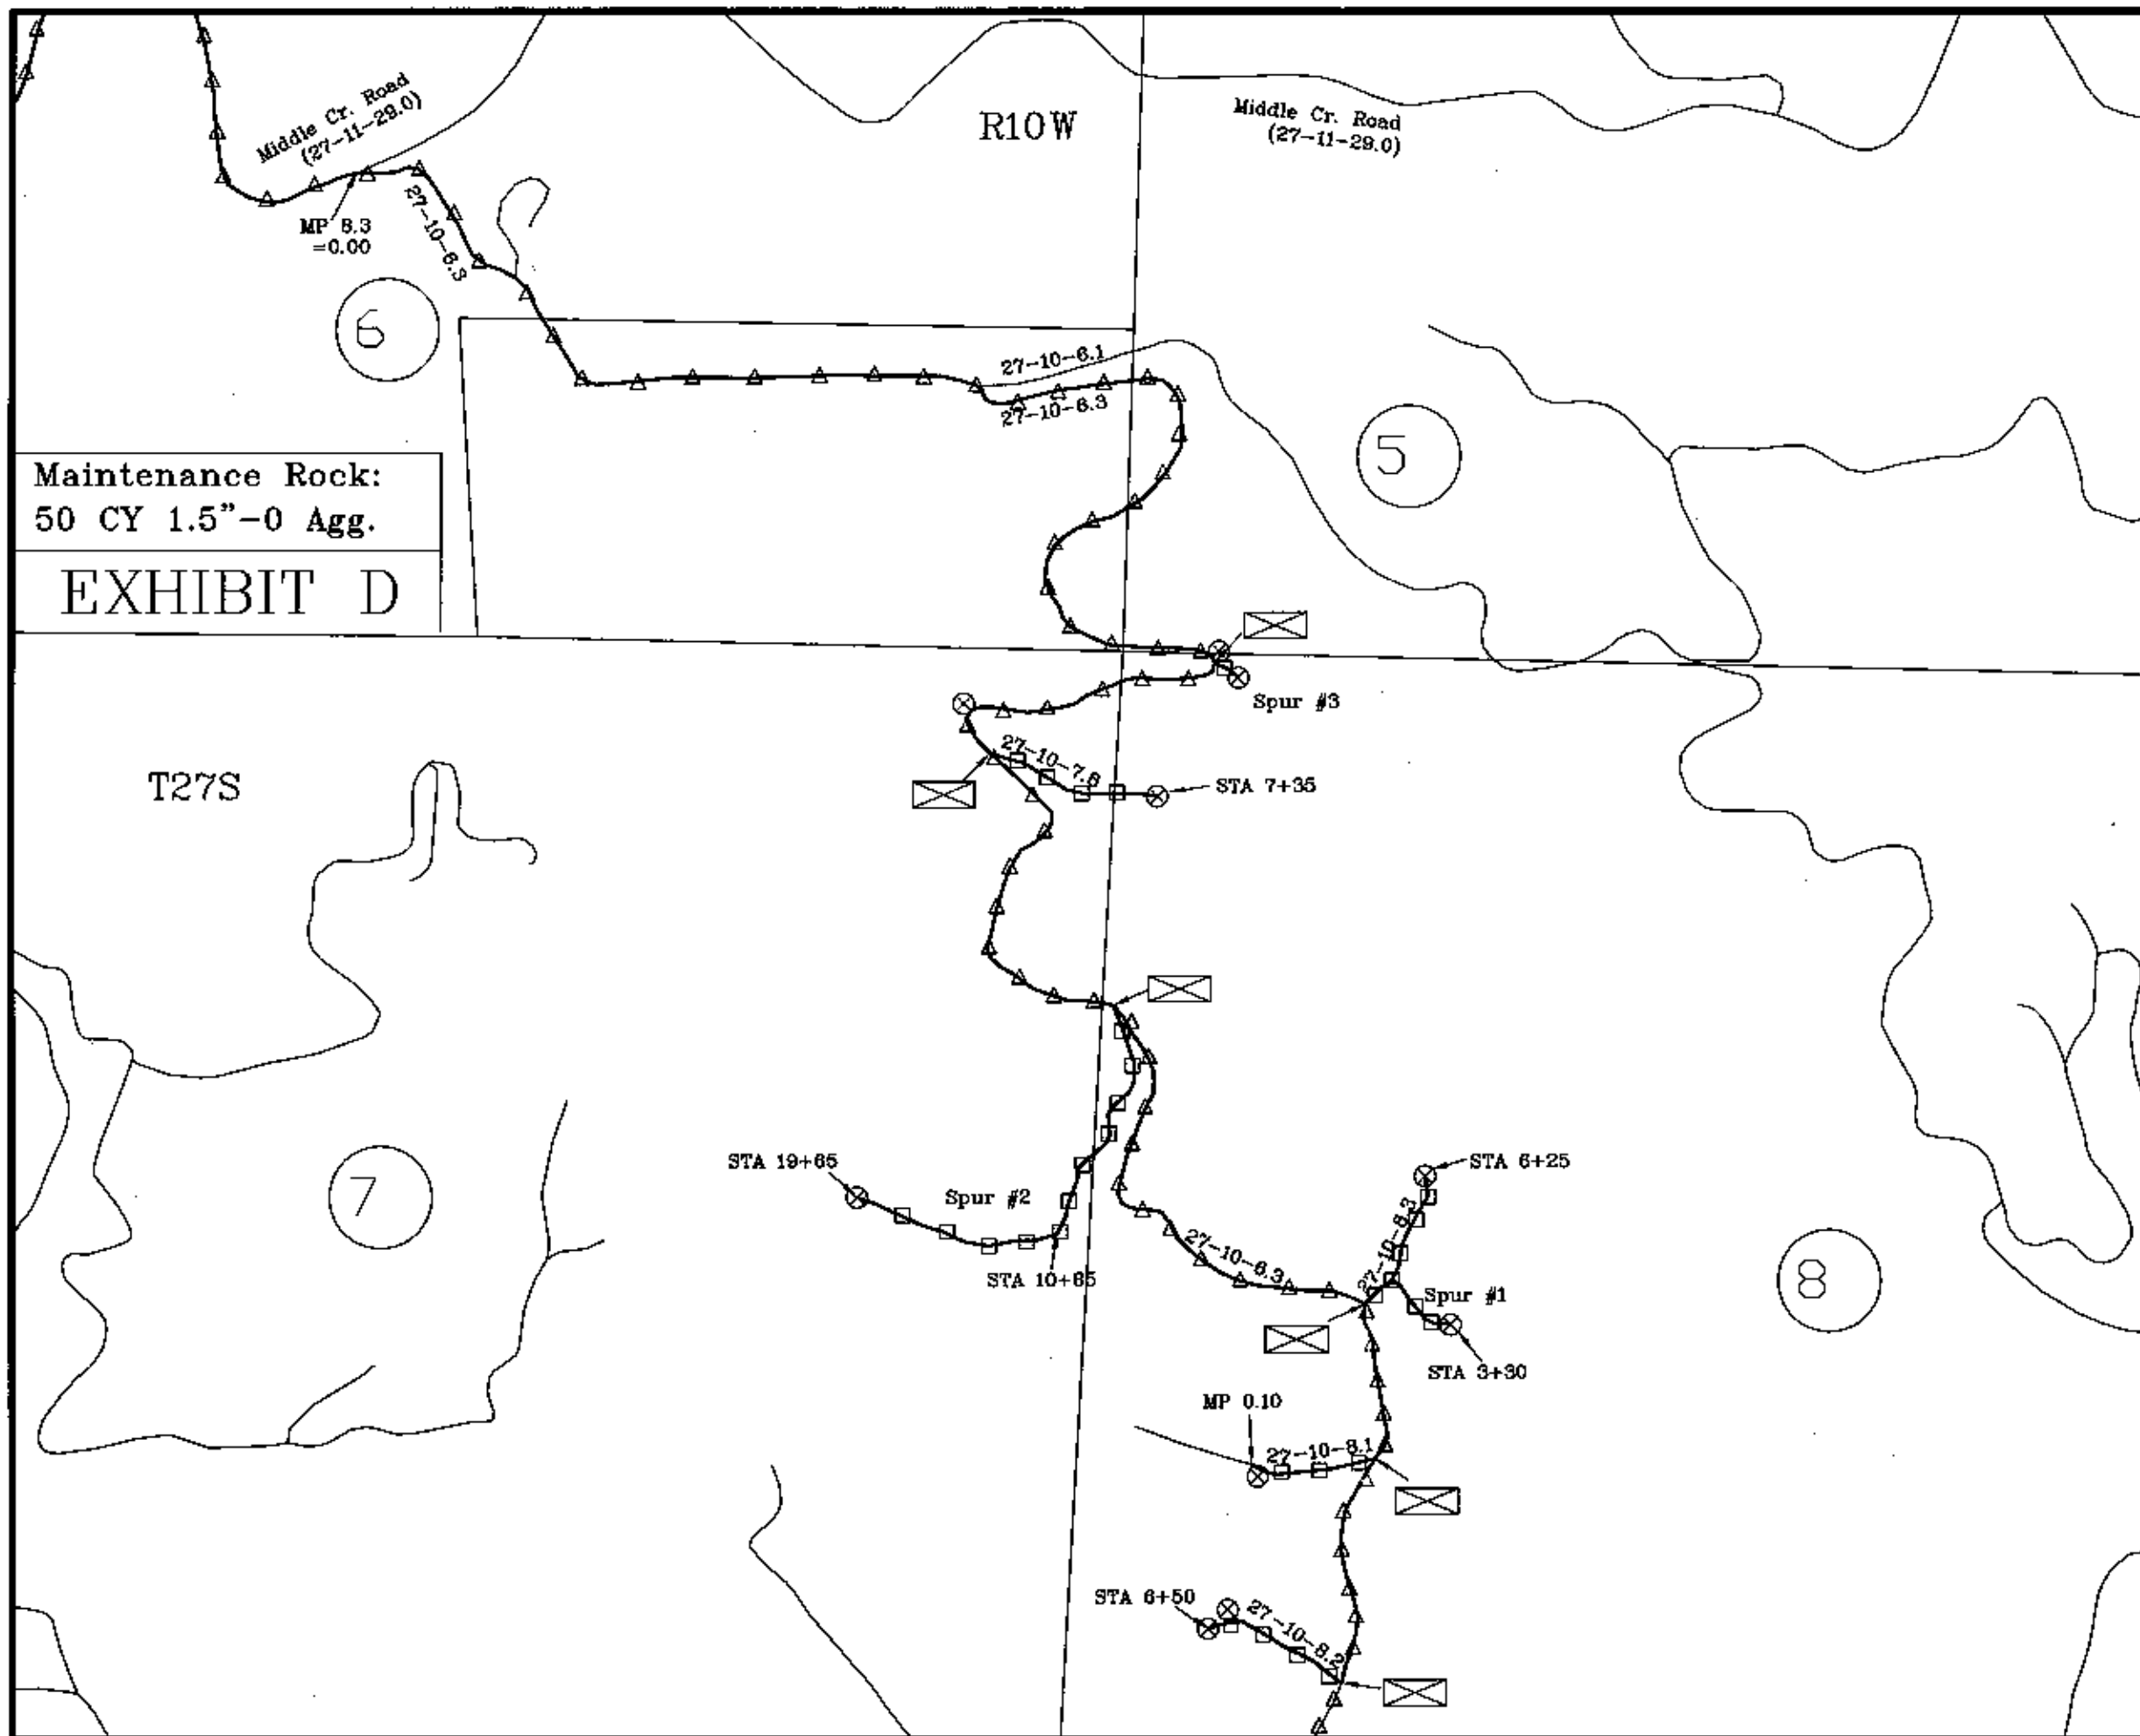 Middle Cr. Road
(27-11-29.0)
R10W
Middle Cr. Road
(27-11-29.0)
MP 8.3
=0.00
27-10-6.3
6
27-10-6.1
27-10-6.3
5
Maintenance Rock:
50 CY 1.5"-0 Agg.
EXHIBIT D
Spur #3
T27S
27-10-7.6
STA 7+35
7
STA 19+65
Spur #2
STA 10+65
STA 6+25
27-10-8.3
27-10-6.3
Spur #1
STA 3+30
8
MP 0.10
27-10-8.1
STA 6+50
27-10-8.2